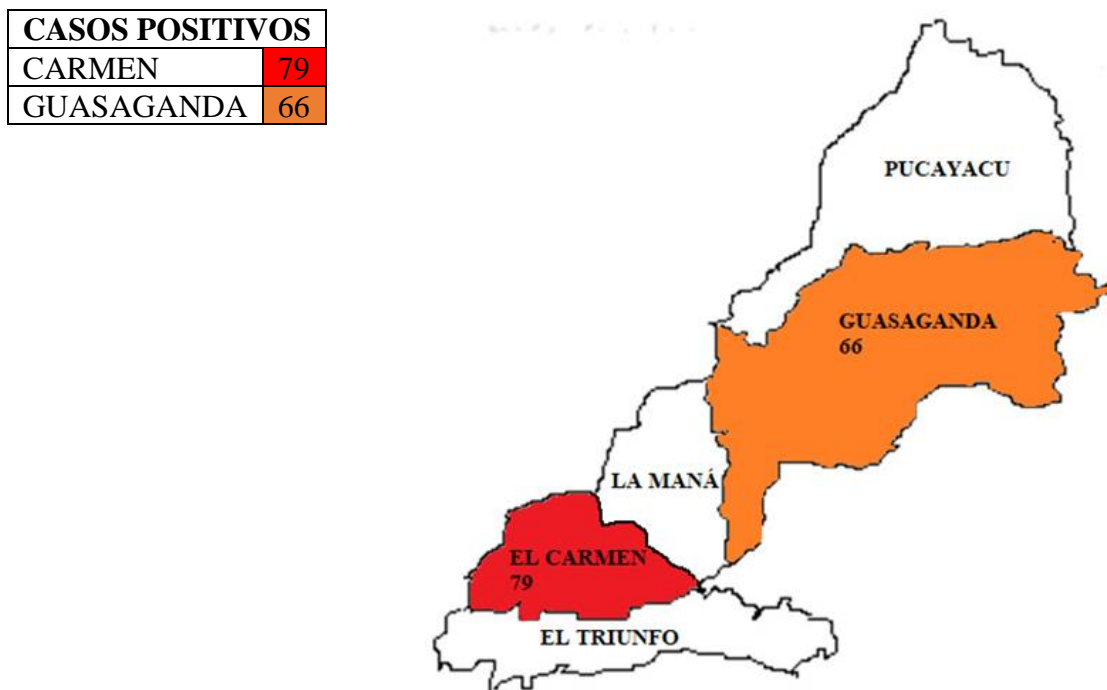 CASOS POSITIVOS
CARMEN 79
GUASAGANDA 66
PUCAYACU
GUASAGANDA
66
LA MANÁ
EL CARMEN
79
EL TRIUNFO